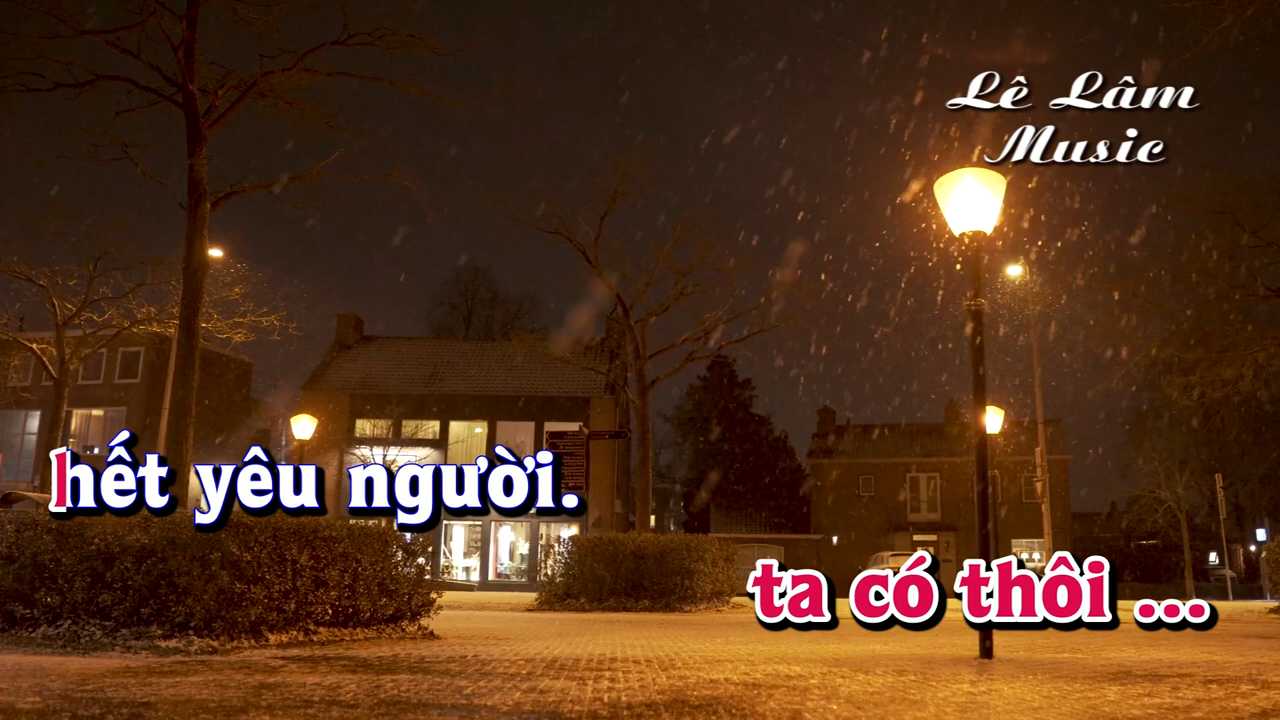 Lê Lâm
Music
hết yêu người.
ta có thôi ...